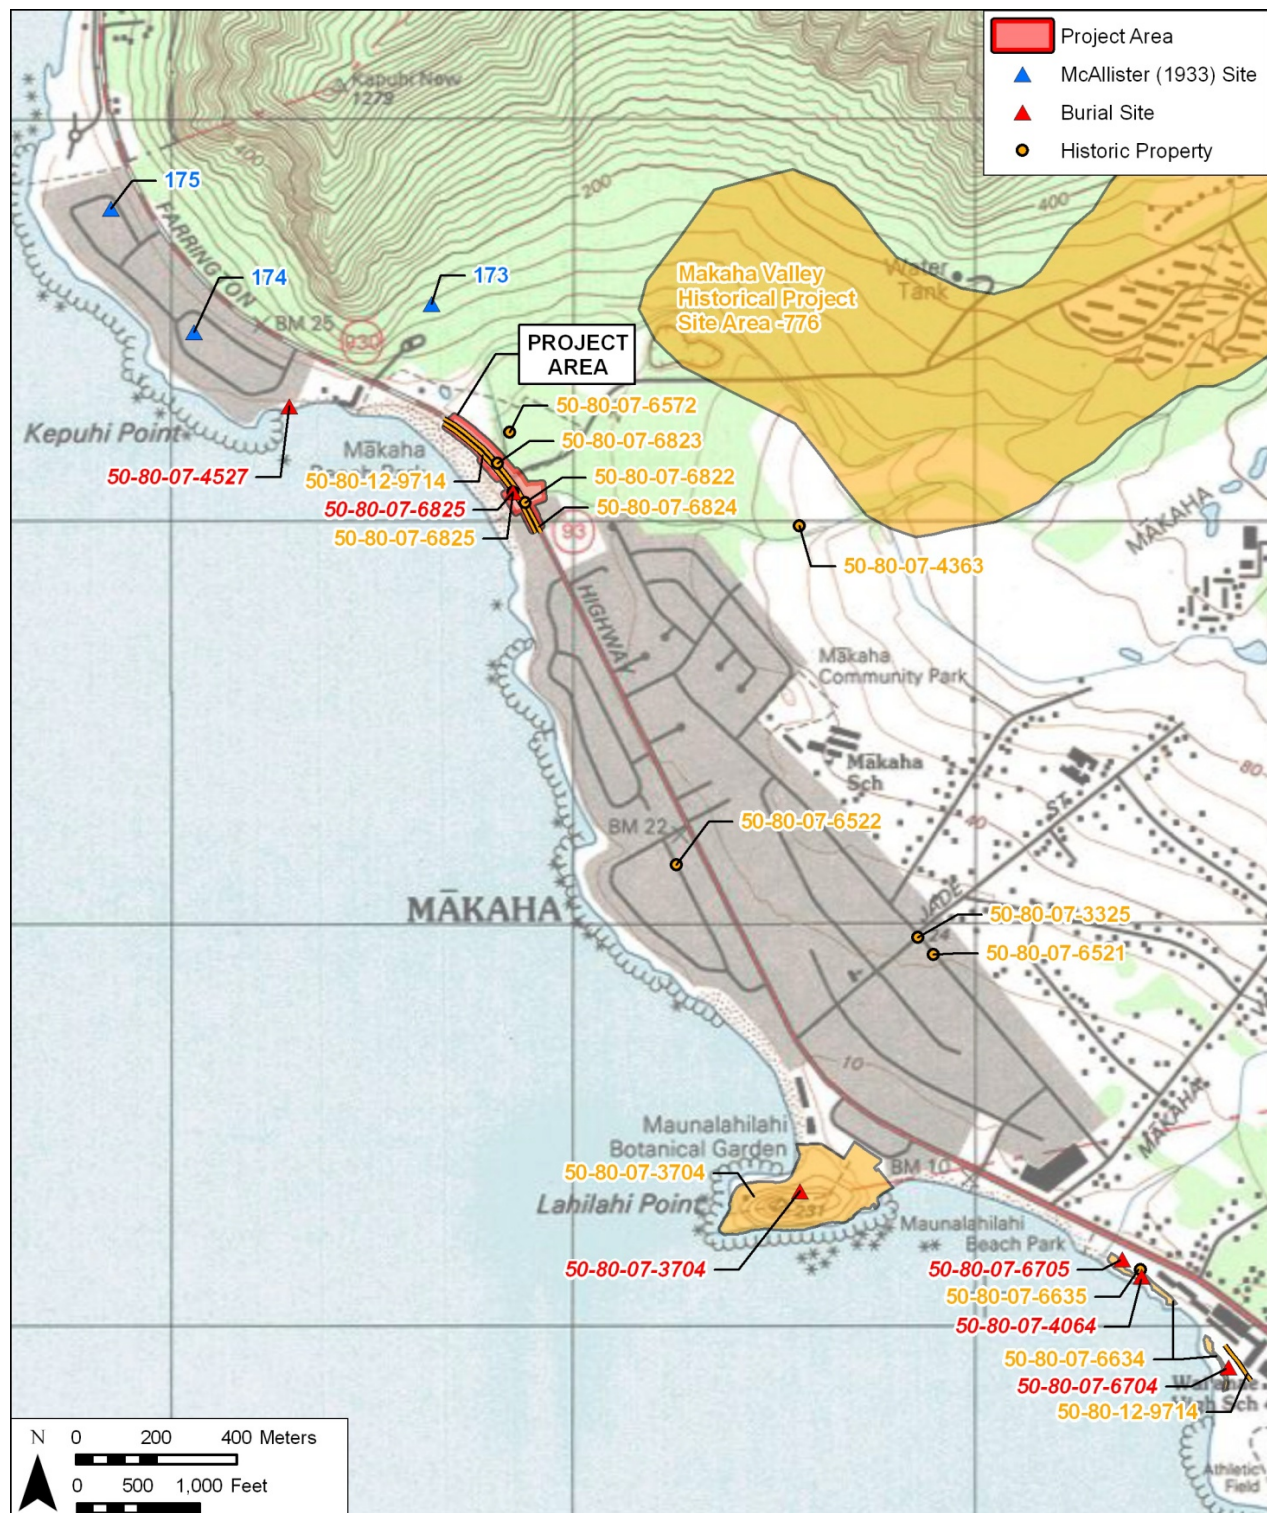 Project Area
McAllister (1933) Site
Burial Site
Historic Property
Kapuhi New
1279
400
200
400
175
FARRINGTON
174
BM 25
930
173
Makaha Valley
Historical Project
Site Area -776
Water
Tank
PROJECT
AREA
50-80-07-6572
50-80-07-6823
Kepuhi Point
Mākaha
50-80-07-4527
50-80-12-9714
50-80-07-6822
50-80-07-6825
50-80-07-6824
50-80-07-6825
93
50-80-07-4363
MĀKAHA
HIGHWAY
Mākaha
Community Park
Mākaha
Sch
80
BM 22
50-80-07-6522
40
ST
MĀKAHA
JADE
50-80-07-3325
24
50-80-07-6521
10
MAKAHA
Maunalahilahi
Botanical Garden
BM 10
50-80-07-3704
Lahilahi Point
231
Maunalahilahi
Beach Park
50-80-07-3704
50-80-07-6705
50-80-07-6635
50-80-07-4064
50-80-07-6634
50-80-07-6704
50-80-12-9714
High Sch
Athletic
Field
N
0 200 400 Meters
0 500 1,000 Feet